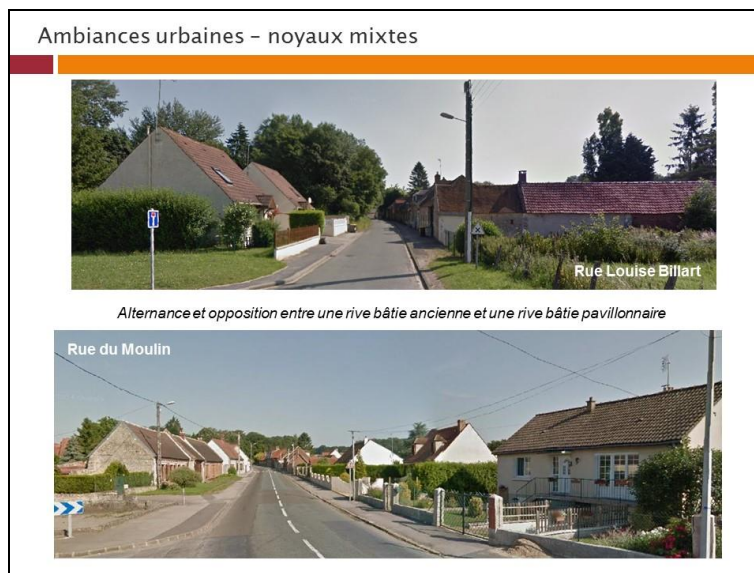 Ambiances urbaines – noyaux mixtes
Rue Louise Billart
Alternance et opposition entre une rive bâtie ancienne et une rive bâtie pavillonnaire
Rue du Moulin